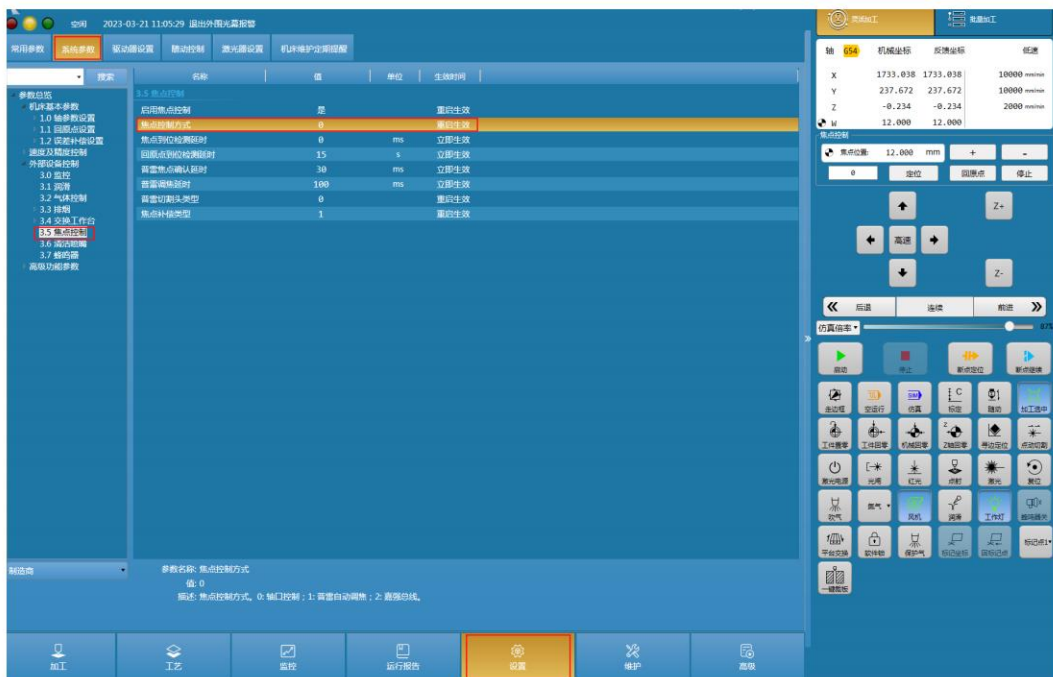 空闲 2023-03-21 11:05:29 退出外围光幕报警
常用参数 系统参数 驱动器设置 随动控制 激光器设置 机床维护定期提醒
搜索
名称 值 单位 生效时间
参数总览
机床基本参数
1.0 轴参数设置
1.1 回原点设置
1.2 误差补偿设置
速度及精度控制
外部设备控制
3.0 监控
3.1 润滑
3.2 气体控制
3.3 排烟
3.4 交换工作台
3.5 焦点控制
3.6 清洁喷嘴
3.7 蜂鸣器
高级功能参数
3.5 焦点控制
启用焦点控制 是 重启生效
焦点控制方式 0 重启生效
焦点到位检测延时 0 ms 立即生效
回原点到位检测延时 15 s 立即生效
普雷焦点确认延时 30 ms 立即生效
普雷调焦延时 100 ms 立即生效
普雷切割头类型 0 重启生效
焦点补偿类型 1 重启生效
制造商
参数名称: 焦点控制方式
值: 0
描述: 焦点控制方式。0: 轴口控制；1: 普雷自动调焦；2: 嘉强总线。
加工 工艺 监控 运行报告 设置 维护 高级
单张加工 批量加工
轴 G54 机械坐标 反馈坐标 低速
X 1733.038 1733.038 10000 mm/min
Y 237.672 237.672 10000 mm/min
Z -0.234 -0.234 2000 mm/min
W 12.000 12.000
焦点控制
焦点位置: 12.000 mm + -
0 定位 回原点 停止
Z+
高速
Z-
后退 连续 前进
仿真倍率 87%
启动 停止 断点定位 断点继续
走边框 空运行 仿真 标定 随动 加工选中
工件置零 工件回零 机械回零 Z轴回零 寻边定位 点动切割
激光电源 光闸 红光 点射 激光 复位
吹气 氮气 风机 润滑 工作灯 蜂鸣器关
平台交换 软件锁 保护气 标记坐标 回标记点 标记点1
一键面板